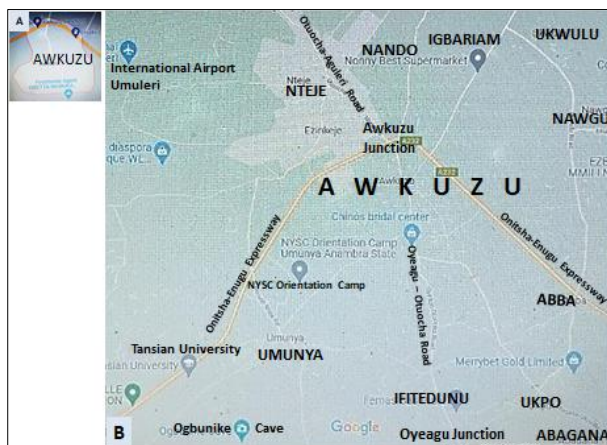 A
AWKUZU
International Airport
Umuleri
Otuocha-Aguleri Road
NANDO
IGBARIAM
Nonny Best Supermarket
UKWULU
Nteje
NTEJE
Ezinkeje
Awkuzu
Junction
A232
NAWGU
A W K U Z U
A232
Chinos bridal center
NYSC Orientation Camp
Umunya Anambra State
NYSC Orientation Camp
Onitsha-Enugu Expressway
Onitsha-Enugu Expressway
Oyeagu – Otuocha Road
ABBA
Umunya
Tansian University
UMUNYA
Merrybet Gold Limited
IFITEDUNU
UKPO
B
Ogbunike Cave
Google
Oyeagu Junction
ABAGANA